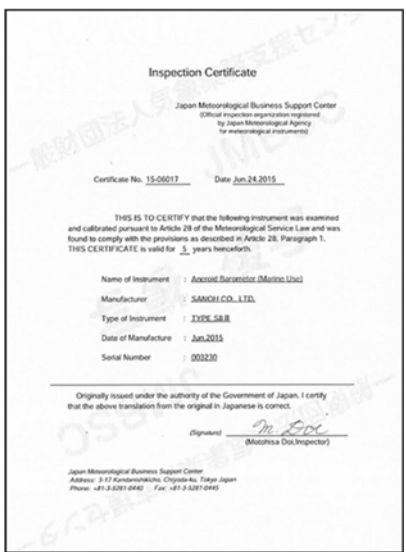 Inspection Certificate
Japan Meteorological Business Support Center
(Official inspection organization registered
by Japan Meteorological Agency
for meteorological instruments)
Certificate No. 15-06017 Date Jun.24.2015
THIS IS TO CERTIFY that the following instrument was examined
and calibrated pursuant to Article 28 of the Meteorological Service Law and was
found to comply with the provisions as described in Article 28, Paragraph 1.
THIS CERTIFICATE is valid for 5 years henceforth.
Name of Instrument : Aneroid Barometer (Marine Use)
Manufacturer : SANOH CO., LTD.
Type of Instrument : TYPE
Date of Manufacture : Jun.2015
Serial Number : 003230
Originally issued under the authority of the Government of Japan. I certify
that the above translation from the original in Japanese is correct.
(Signature) M. Doi
(Motohisa Doi,Inspector)
Japan Meteorological Business Support Center
Address: 3-17 Kandanishikicho, Chiyoda-ku, Tokyo Japan
Phone: +81-3-5281-0440 Fax: +81-3-5281-0445
JMBSC